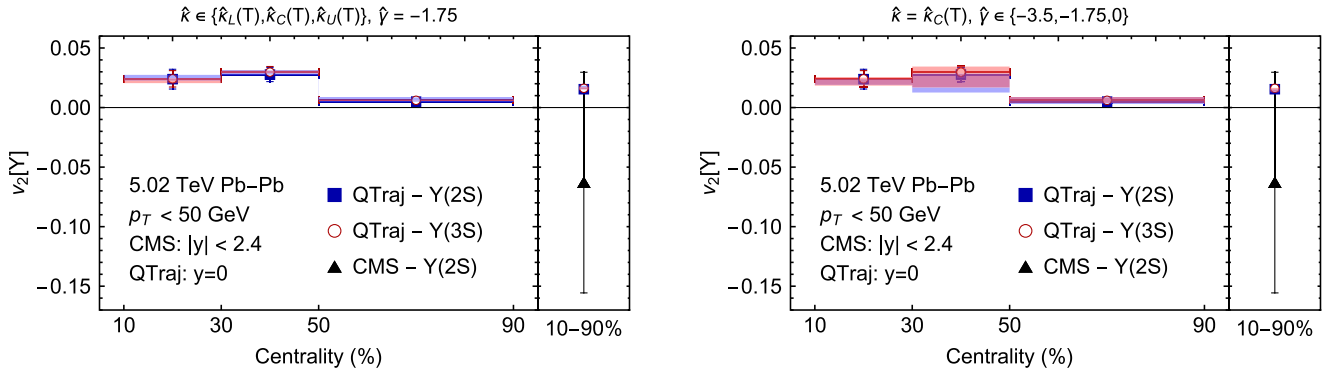 κ̂ ∈ {κ̂_L(T),κ̂_C(T),κ̂_U(T)}, γ̂ = −1.75
0.05
0.00
−0.05
−0.10
−0.15
v₂[Υ]
5.02 TeV Pb−Pb
p_T < 50 GeV
CMS: |y| < 2.4
QTraj: y=0
QTraj − Υ(2S)
QTraj − Υ(3S)
CMS − Υ(2S)
10 30 50 90 10−90%
Centrality (%)
κ̂ = κ̂_C(T), γ̂ ∈ {−3.5,−1.75,0}
0.05
0.00
−0.05
−0.10
−0.15
v₂[Υ]
5.02 TeV Pb−Pb
p_T < 50 GeV
CMS: |y| < 2.4
QTraj: y=0
QTraj − Υ(2S)
QTraj − Υ(3S)
CMS − Υ(2S)
10 30 50 90 10−90%
Centrality (%)